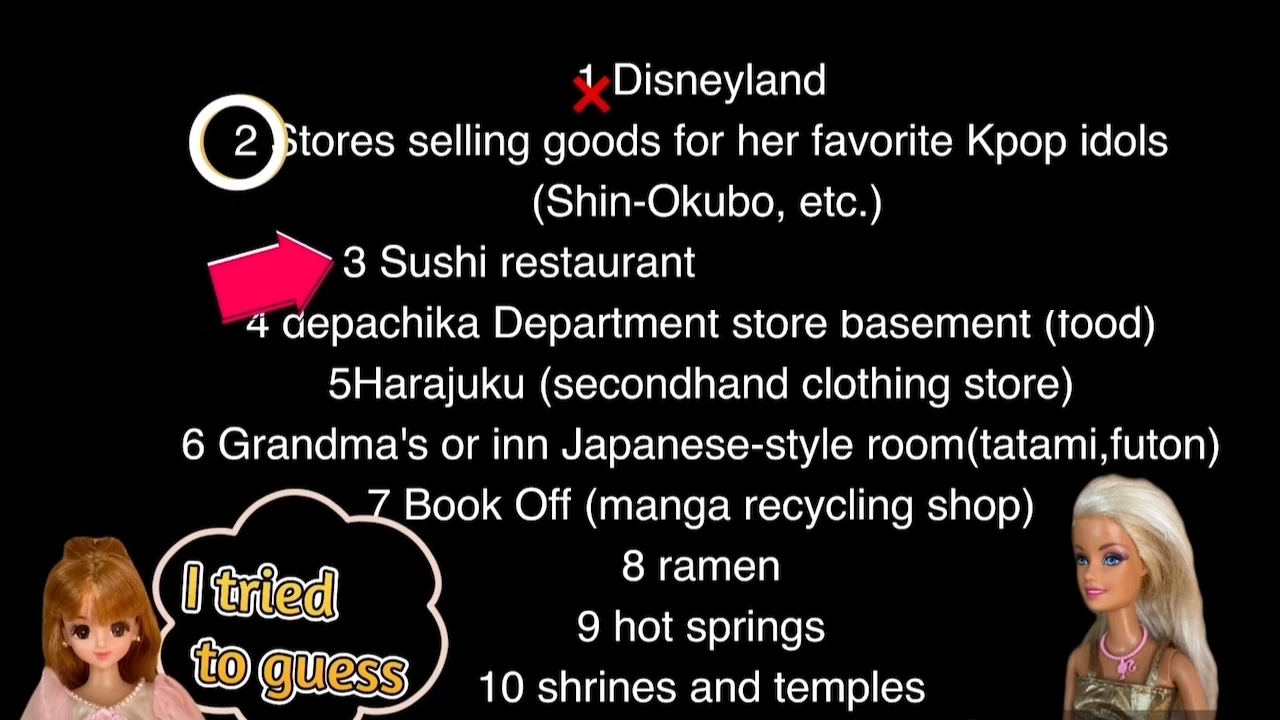 1 Disneyland
2 Stores selling goods for her favorite Kpop idols
(Shin-Okubo, etc.)
3 Sushi restaurant
4 depachika Department store basement (food)
5Harajuku (secondhand clothing store)
6 Grandma's or inn Japanese-style room(tatami,futon)
7 Book Off (manga recycling shop)
8 ramen
9 hot springs
10 shrines and temples
I tried
to guess